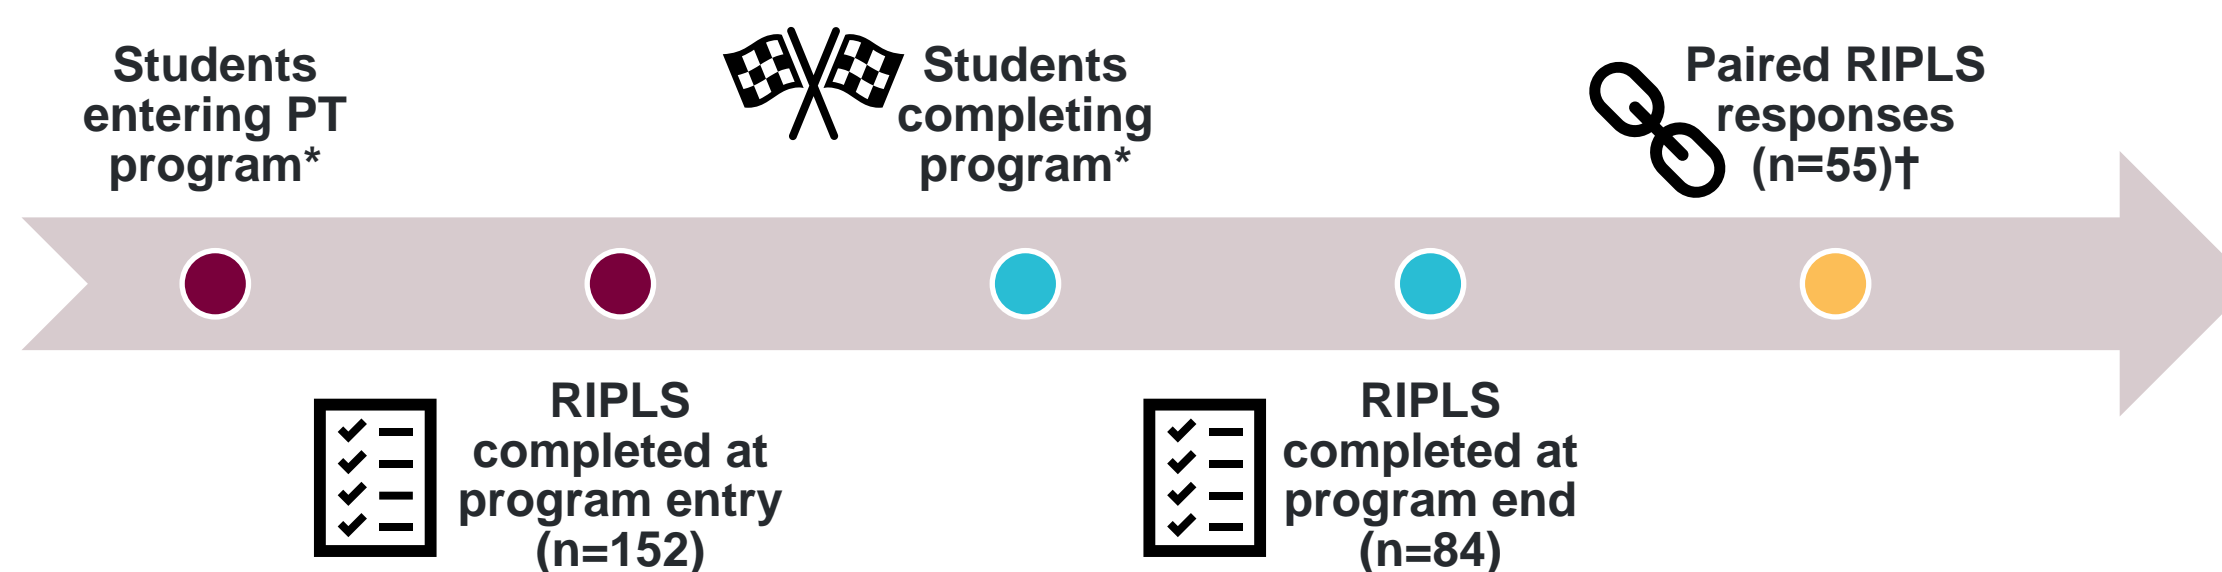 Students
entering PT
program*
RIPLS
completed at
program entry
(n=152)
Students
completing
program*
RIPLS
completed at
program end
(n=84)
Paired RIPLS
responses
(n=55)†